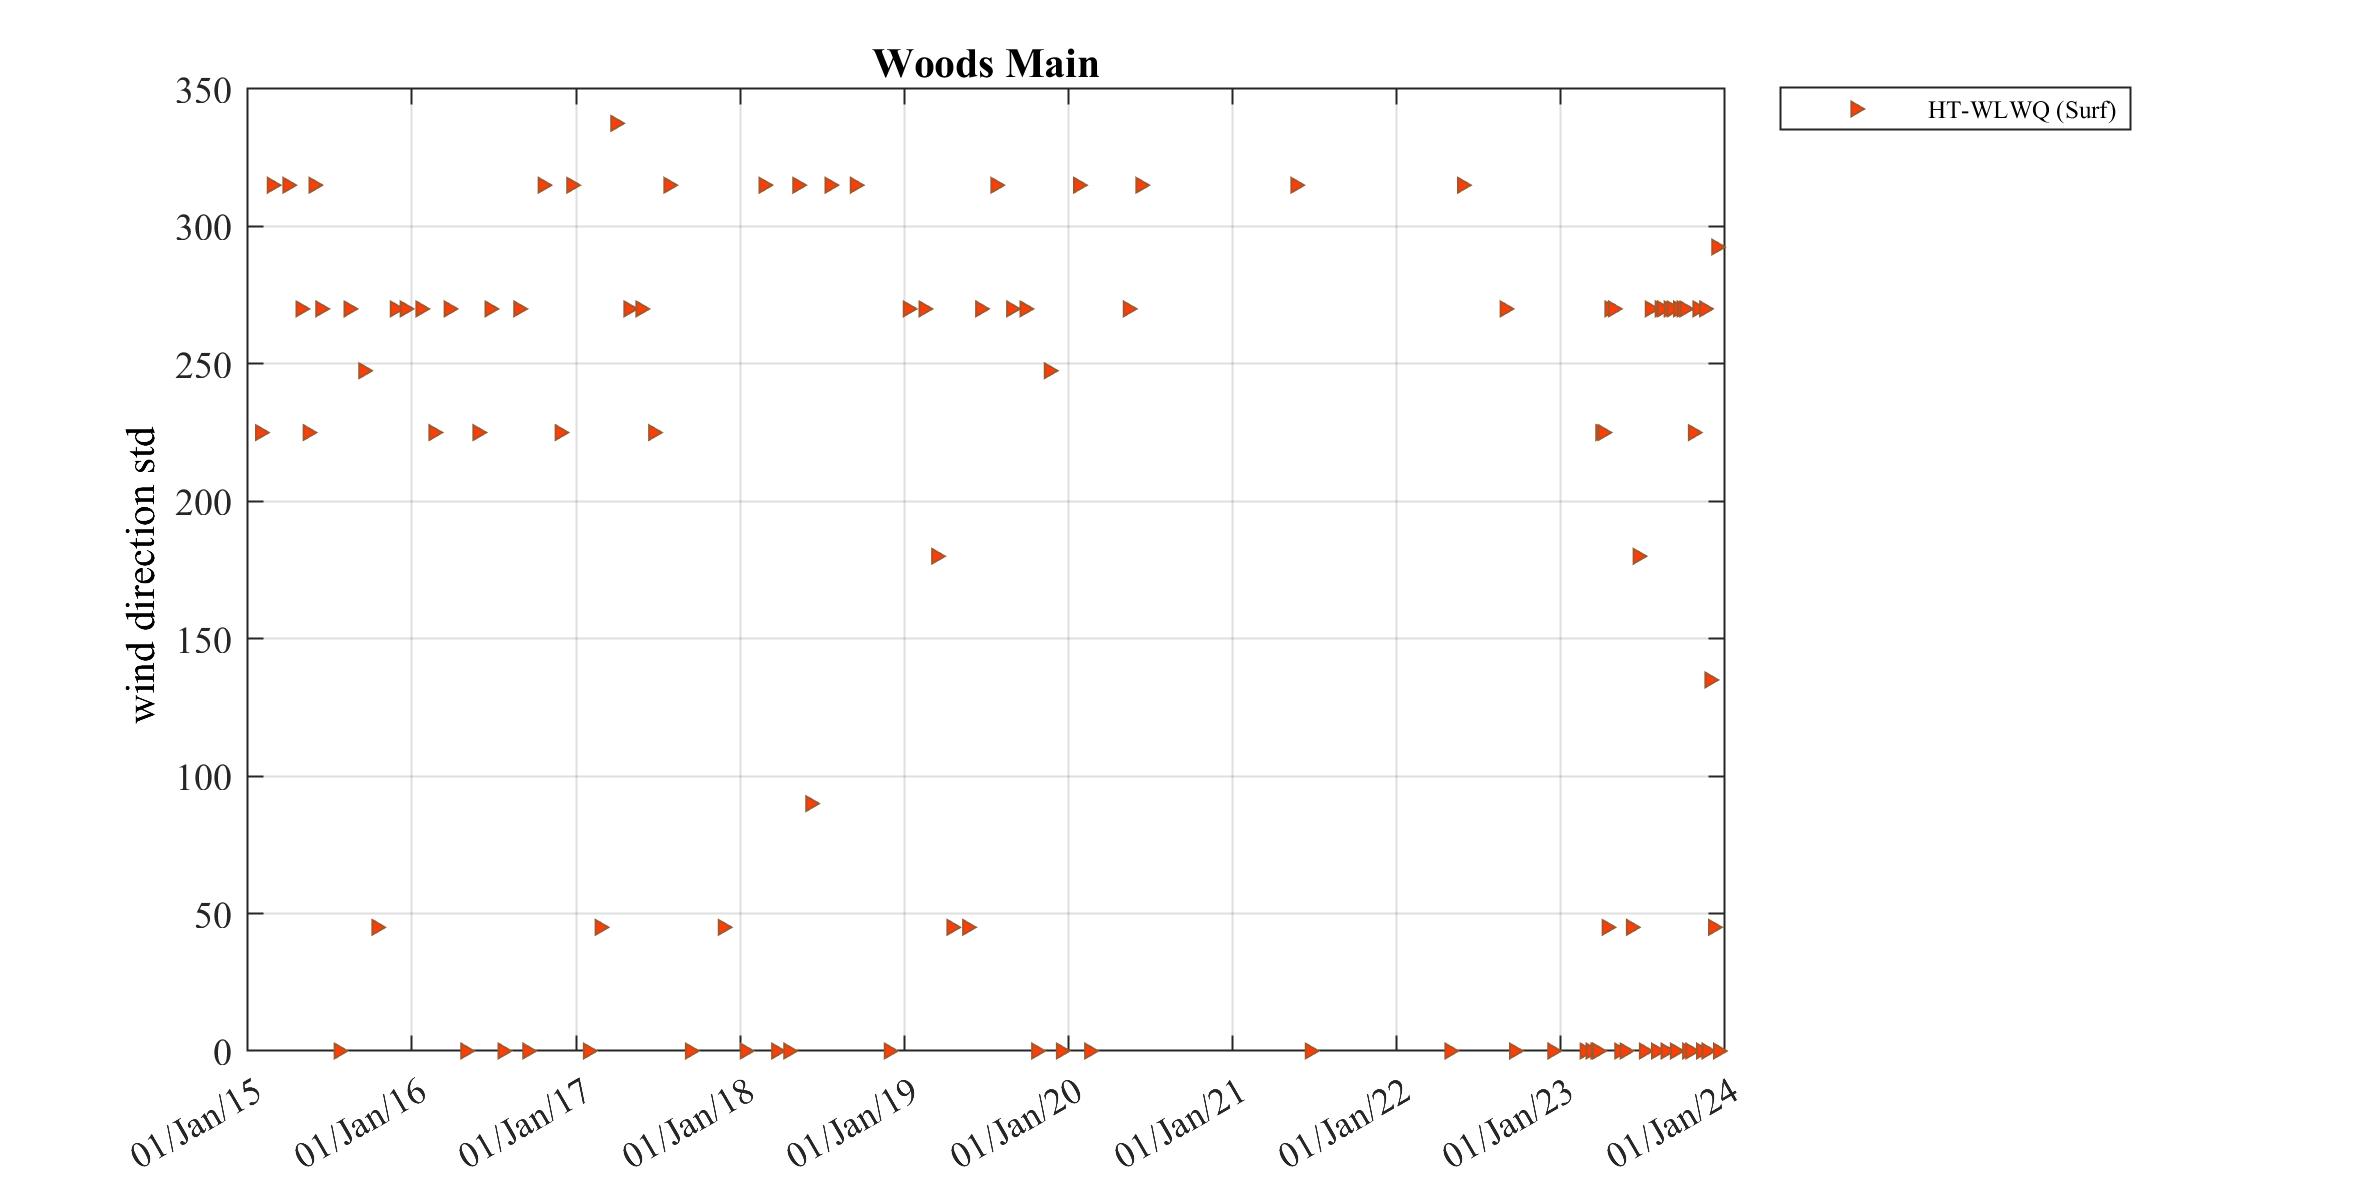 Woods Main
HT-WLWQ (Surf)
wind direction std
350
300
250
200
150
100
50
0
01/Jan/15
01/Jan/16
01/Jan/17
01/Jan/18
01/Jan/19
01/Jan/20
01/Jan/21
01/Jan/22
01/Jan/23
01/Jan/24